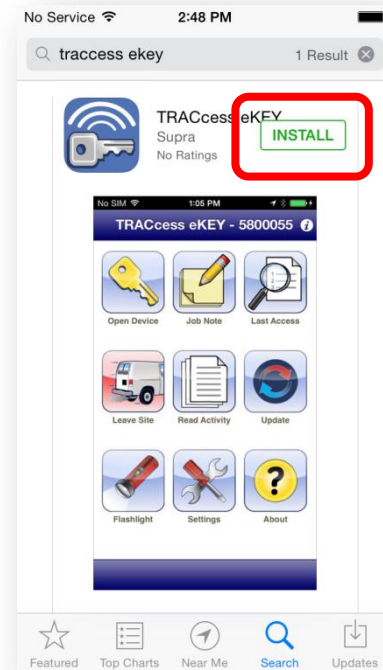 No Service 2:48 PM
traccess ekey 1 Result
TRACcess eKEY
Supra
INSTALL
No Ratings
No SIM 1:05 PM
TRACcess eKEY - 5800055 i
Open Device Job Note Last Access
Leave Site Read Activity Update
?
Flashlight Settings About
Featured Top Charts Near Me Search Updates